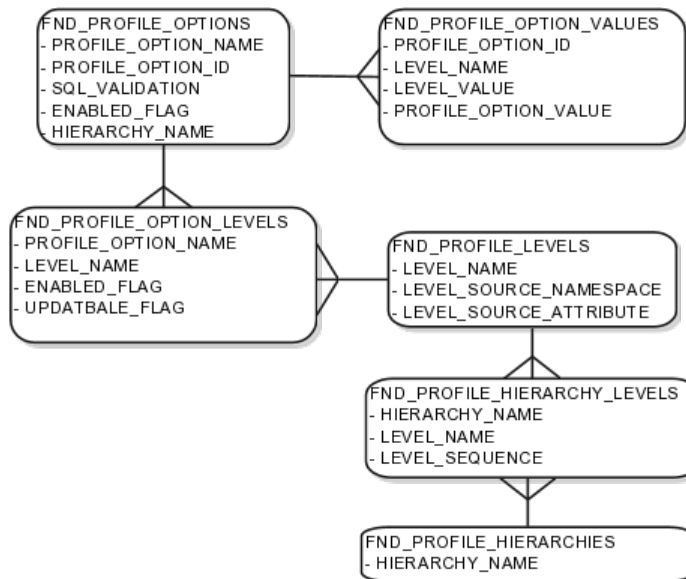 FND_PROFILE_OPTIONS
- PROFILE_OPTION_NAME
- PROFILE_OPTION_ID
- SQL_VALIDATION
- ENABLED_FLAG
- HIERARCHY_NAME
FND_PROFILE_OPTION_VALUES
- PROFILE_OPTION_ID
- LEVEL_NAME
- LEVEL_VALUE
- PROFILE_OPTION_VALUE
FND_PROFILE_OPTION_LEVELS
- PROFILE_OPTION_NAME
- LEVEL_NAME
- ENABLED_FLAG
- UPDATBALE_FLAG
FND_PROFILE_LEVELS
- LEVEL_NAME
- LEVEL_SOURCE_NAMESPACE
- LEVEL_SOURCE_ATTRIBUTE
FND_PROFILE_HIERARCHY_LEVELS
- HIERARCHY_NAME
- LEVEL_NAME
- LEVEL_SEQUENCE
FND_PROFILE_HIERARCHIES
- HIERARCHY_NAME